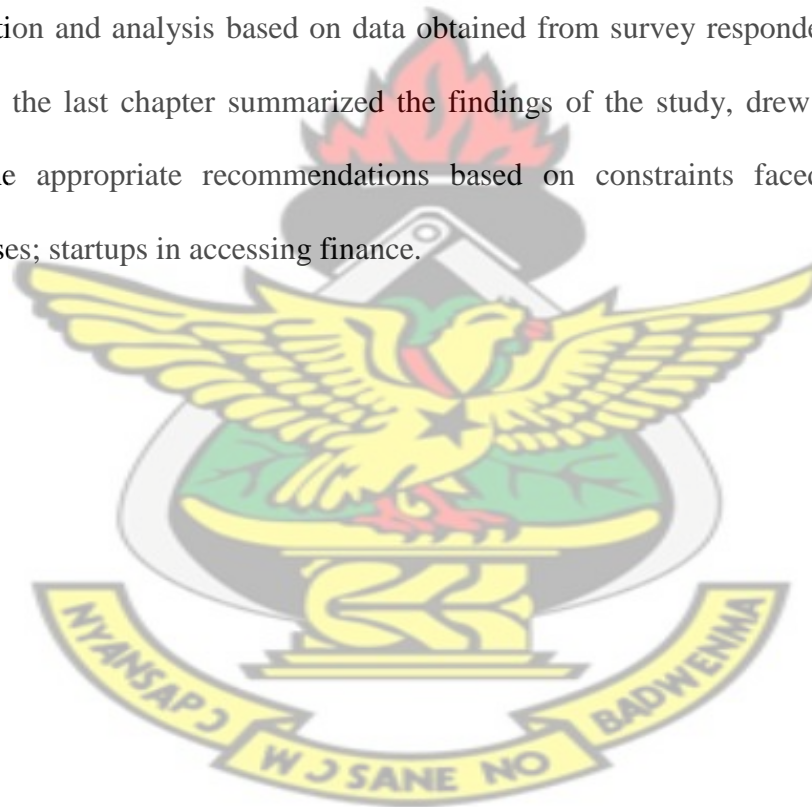 tion and analysis based on data obtained from survey responde
the last chapter summarized the findings of the study, drew
e appropriate recommendations based on constraints faced
ses; startups in accessing finance.
NYANSAPƆ WƆSANE NO BADWENMA